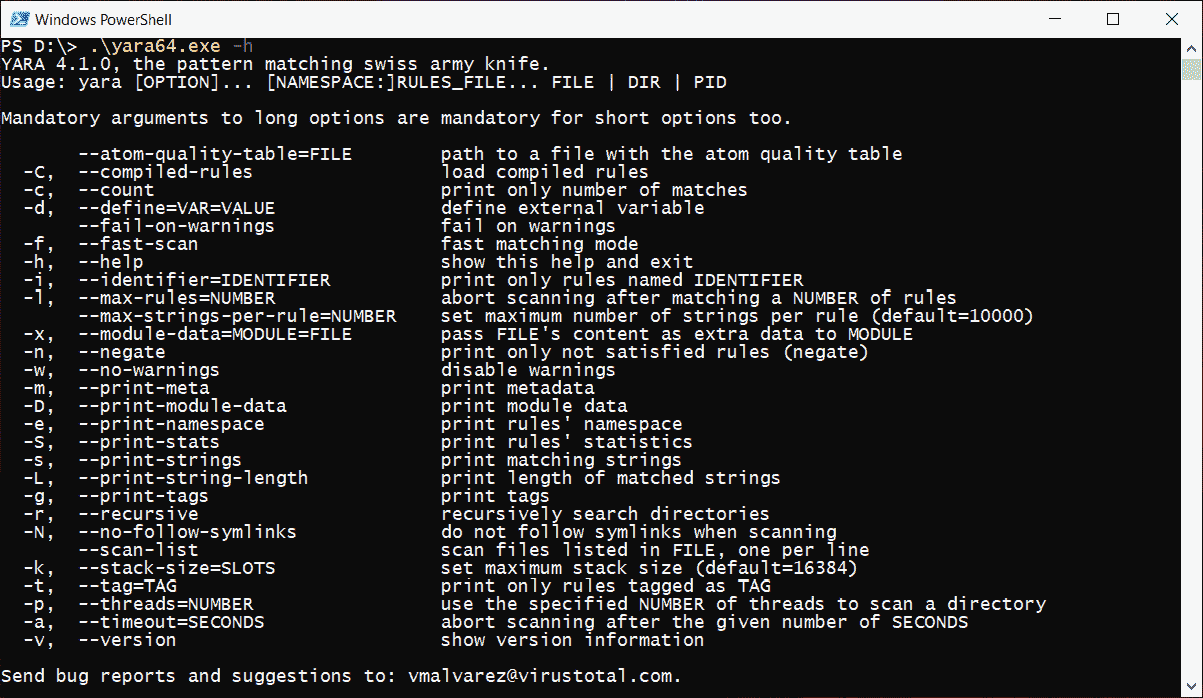 Windows PowerShell
PS D:\> .\yara64.exe -h
YARA 4.1.0, the pattern matching swiss army knife.
Usage: yara [OPTION]... [NAMESPACE:]RULES_FILE... FILE | DIR | PID
Mandatory arguments to long options are mandatory for short options too.
--atom-quality-table=FILE path to a file with the atom quality table
-C, --compiled-rules load compiled rules
-c, --count print only number of matches
-d, --define=VAR=VALUE define external variable
--fail-on-warnings fail on warnings
-f, --fast-scan fast matching mode
-h, --help show this help and exit
-i, --identifier=IDENTIFIER print only rules named IDENTIFIER
-l, --max-rules=NUMBER abort scanning after matching a NUMBER of rules
--max-strings-per-rule=NUMBER set maximum number of strings per rule (default=10000)
-x, --module-data=MODULE=FILE pass FILE's content as extra data to MODULE
-n, --negate print only not satisfied rules (negate)
-w, --no-warnings disable warnings
-m, --print-meta print metadata
-D, --print-module-data print module data
-e, --print-namespace print rules' namespace
-S, --print-stats print rules' statistics
-s, --print-strings print matching strings
-L, --print-string-length print length of matched strings
-g, --print-tags print tags
-r, --recursive recursively search directories
-N, --no-follow-symlinks do not follow symlinks when scanning
--scan-list scan files listed in FILE, one per line
-k, --stack-size=SLOTS set maximum stack size (default=16384)
-t, --tag=TAG print only rules tagged as TAG
-p, --threads=NUMBER use the specified NUMBER of threads to scan a directory
-a, --timeout=SECONDS abort scanning after the given number of SECONDS
-v, --version show version information
Send bug reports and suggestions to: vmalvarez@virustotal.com.